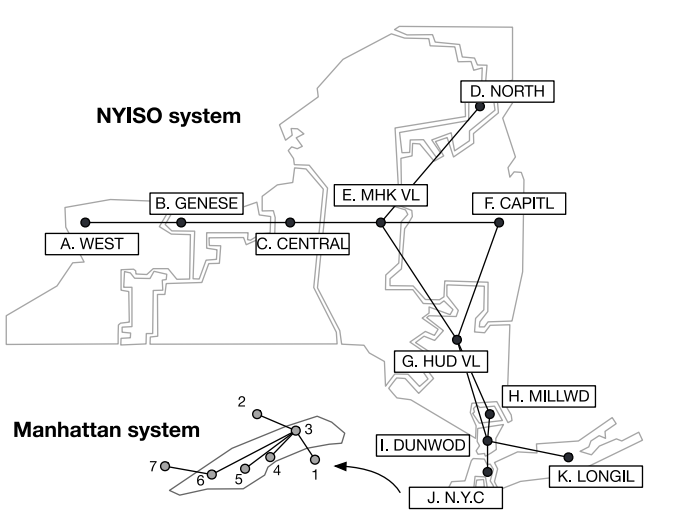 D. NORTH
NYISO system
E. MHK VL
B. GENESE
F. CAPITL
A. WEST
C. CENTRAL
G. HUD VL
H. MILLWD
2
3
Manhattan system
I. DUNWOD
7
6
5
4
1
K. LONGIL
J. N.Y.C